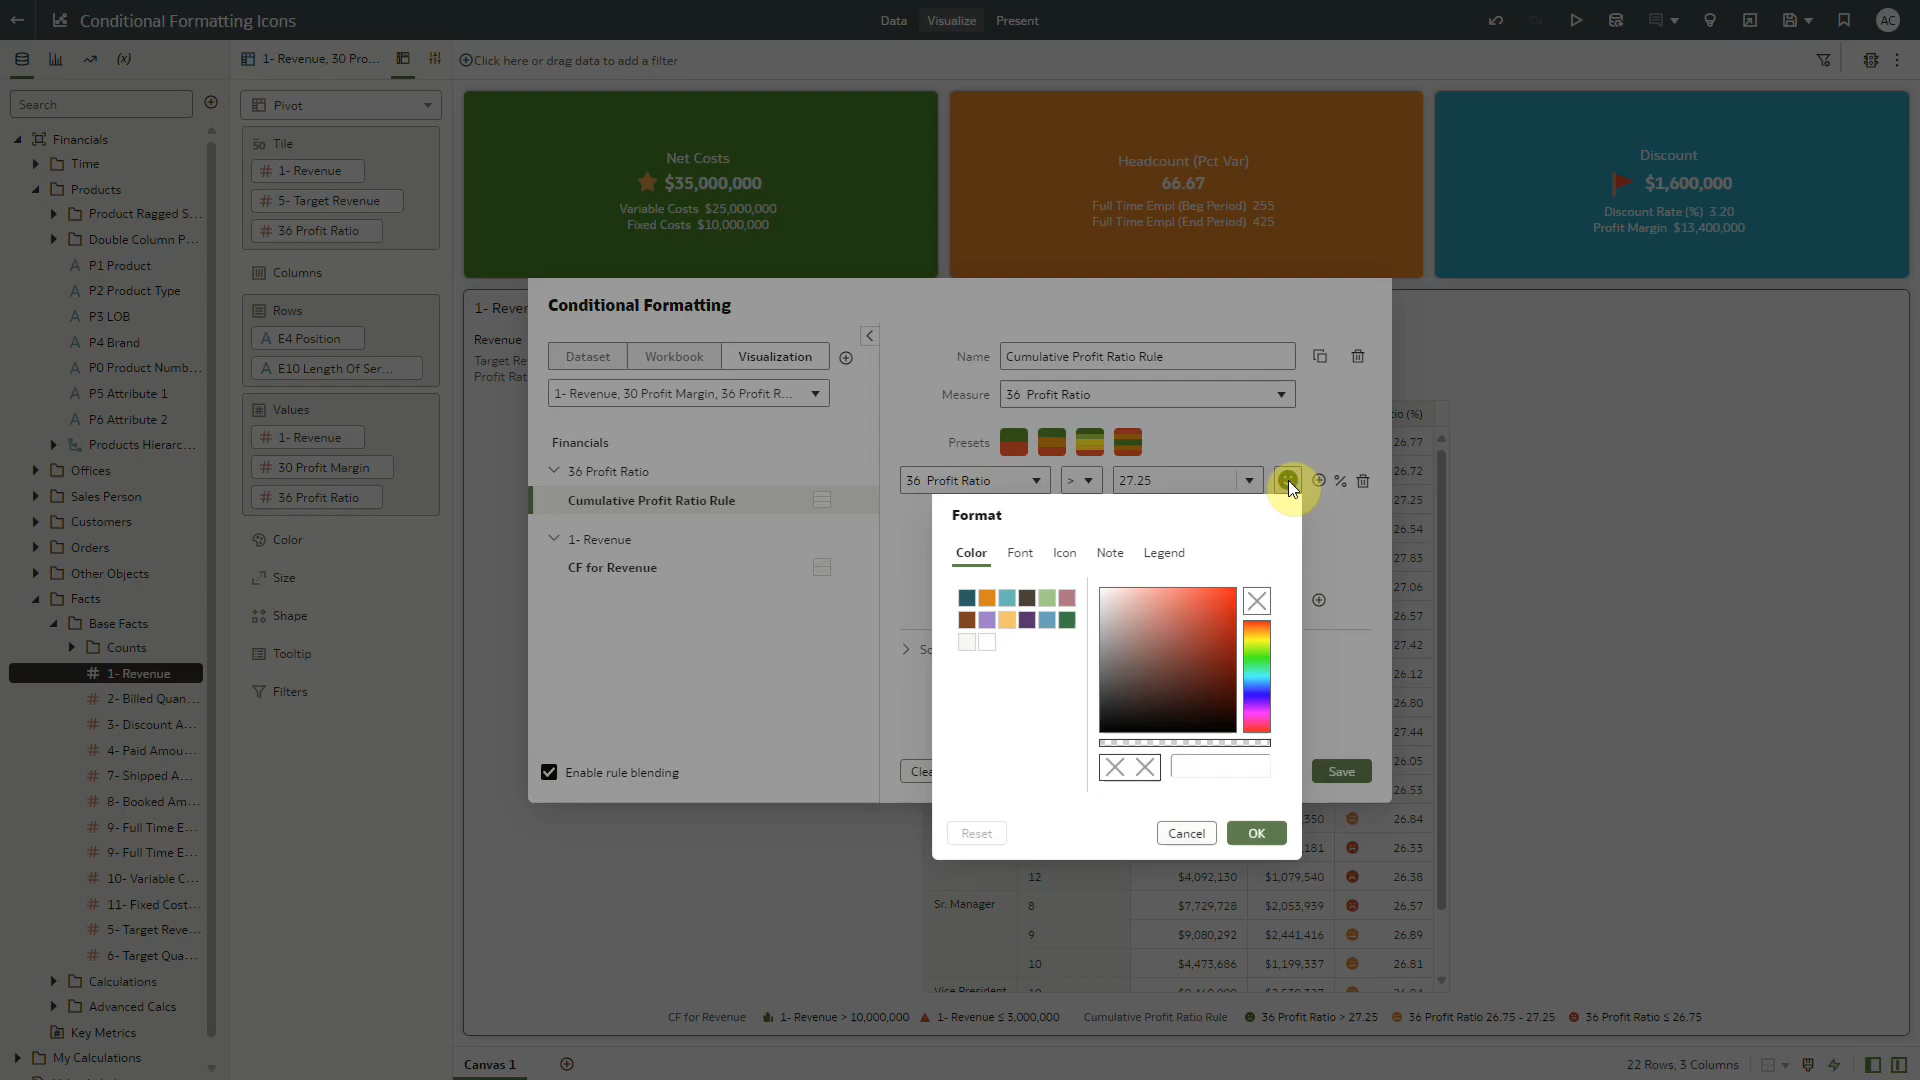 Conditional Formatting Icons
Data
Visualize
Present
AC
(x)
1- Revenue, 30 Pro...
Click here or drag data to add a filter
Search
Financials
Time
Products
Product Ragged S...
Double Column P...
P1 Product
P2 Product Type
P3 LOB
P4 Brand
P0 Product Numb...
P5 Attribute 1
P6 Attribute 2
Products Hierarc...
Offices
Sales Person
Customers
Orders
Other Objects
Facts
Base Facts
Counts
1- Revenue
2- Billed Quan...
3- Discount A...
4- Paid Amou...
7- Shipped A...
8- Booked Am...
9- Full Time E...
9- Full Time E...
10- Variable C...
11- Fixed Cost...
5- Target Reve...
6- Target Qua...
Calculations
Advanced Calcs
Key Metrics
My Calculations
Pivot
Tile
1- Revenue
5- Target Revenue
36 Profit Ratio
Columns
Rows
E4 Position
E10 Length Of Ser...
Values
1- Revenue
30 Profit Margin
36 Profit Ratio
Color
Size
Shape
Tooltip
Filters
Net Costs
$35,000,000
Variable Costs $25,000,000
Fixed Costs $10,000,000
Headcount (Pct Var)
66.67
Full Time Empl (Beg Period) 255
Full Time Empl (End Period) 425
Discount
$1,600,000
Discount Rate (%) 3.20
Profit Margin $13,400,000
1- Reven
Revenue
Target Re
Profit Rat
Conditional Formatting
Dataset
Workbook
Visualization
1- Revenue, 30 Profit Margin, 36 Profit R...
Financials
36 Profit Ratio
Cumulative Profit Ratio Rule
1- Revenue
CF for Revenue
Enable rule blending
Name
Cumulative Profit Ratio Rule
Measure
36 Profit Ratio
Presets
36 Profit Ratio
>
27.25
%
Clea
Save
Format
Color
Font
Icon
Note
Legend
Reset
Cancel
OK
tio (%)
26.77
26.72
27.25
26.54
27.83
27.06
26.57
27.42
26.12
26.80
27.44
26.05
26.53
350 26.84
181 26.33
12 $4,092,130 $1,079,540 26.38
Sr. Manager 8 $7,729,728 $2,053,939 26.57
9 $9,080,292 $2,441,416 26.89
10 $4,473,686 $1,199,337 26.81
Vice President
CF for Revenue 1- Revenue > 10,000,000 1- Revenue ≤ 3,000,000 Cumulative Profit Ratio Rule 36 Profit Ratio > 27.25 36 Profit Ratio 26.75 - 27.25 36 Profit Ratio ≤ 26.75
Canvas 1
22 Rows, 3 Columns